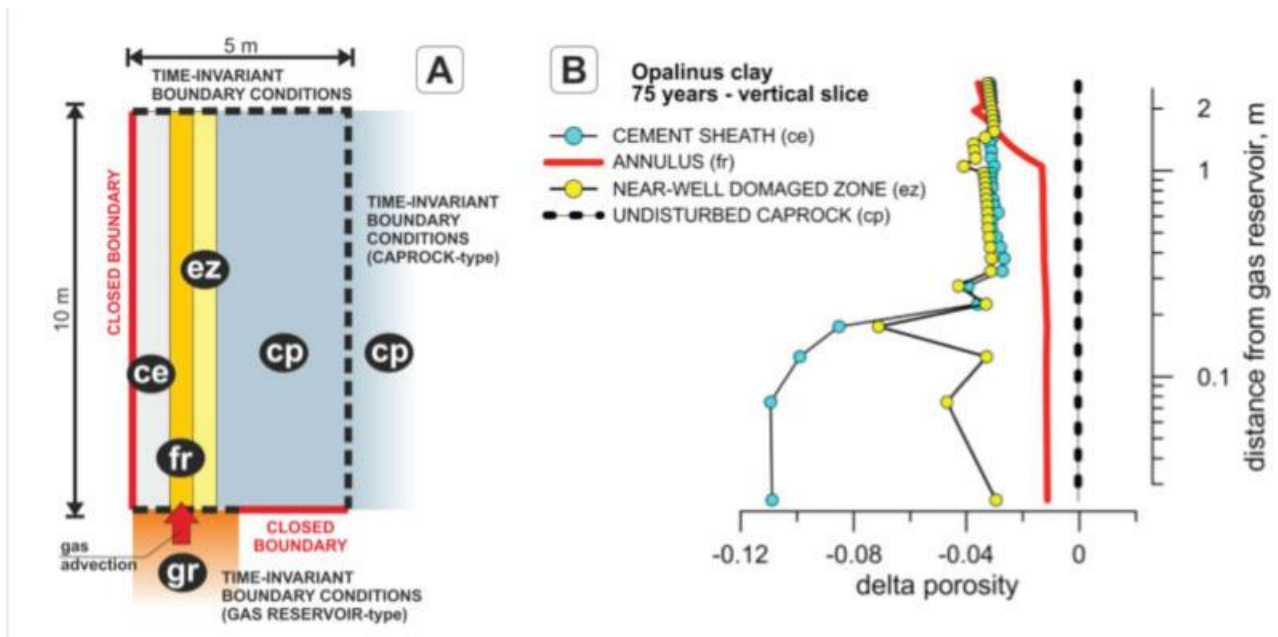 5 m
A
TIME-INVARIANT
BOUNDARY CONDITIONS
10 m
CLOSED BOUNDARY
ez
ce
cp
cp
fr
TIME-INVARIANT
BOUNDARY
CONDITIONS
(CAPROCK-type)
CLOSED
BOUNDARY
gas
advection
gr
TIME-INVARIANT
BOUNDARY CONDITIONS
(GAS RESERVOIR-type)
B
Opalinus clay
75 years - vertical slice
CEMENT SHEATH (ce)
ANNULUS (fr)
NEAR-WELL DOMAGED ZONE (ez)
UNDISTURBED CAPROCK (cp)
2
1
0.1
distance from gas reservoir, m
-0.12
-0.08
-0.04
0
delta porosity